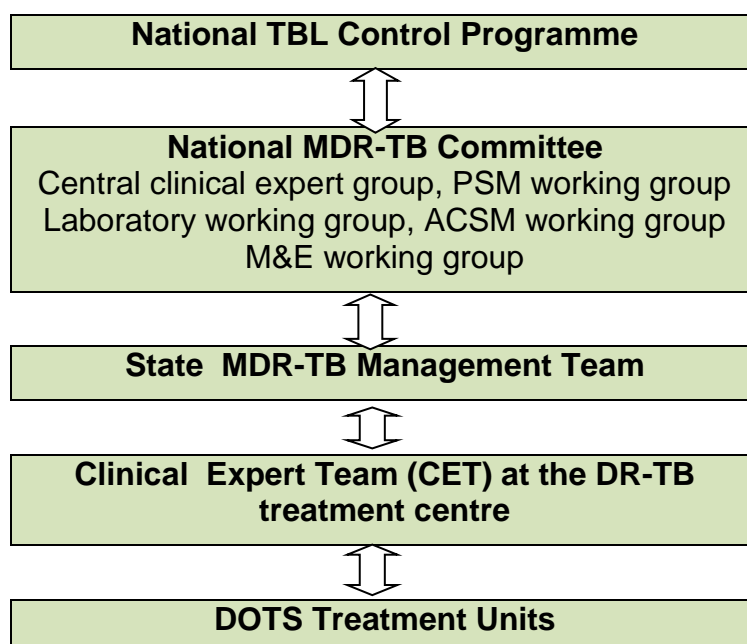 National TBL Control Programme
National MDR-TB Committee
Central clinical expert group, PSM working group
Laboratory working group, ACSM working group
M&E working group
State  MDR-TB Management Team
Clinical  Expert Team (CET) at the DR-TB
treatment centre
DOTS Treatment Units